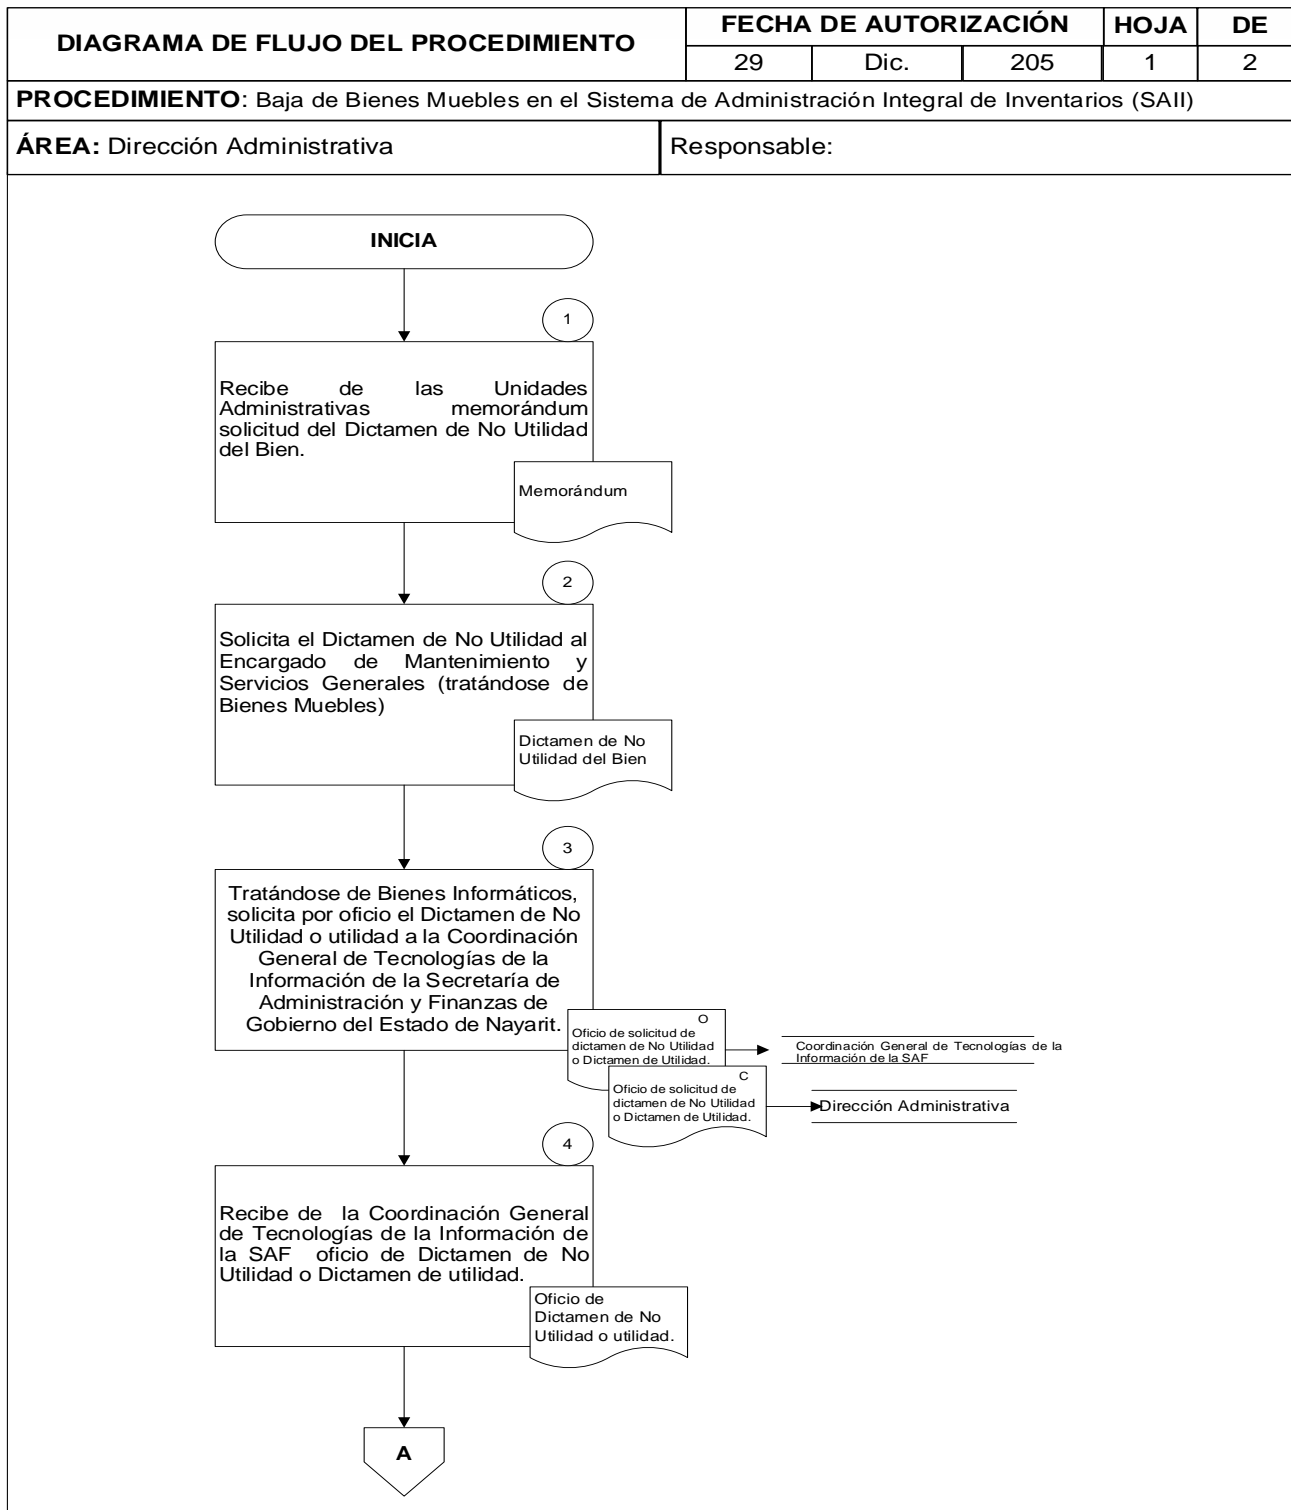 DIAGRAMA DE FLUJO DEL PROCEDIMIENTO
FECHA DE AUTORIZACIÓN HOJA DE
29 Dic. 205 1 2
PROCEDIMIENTO: Baja de Bienes Muebles en el Sistema de Administración Integral de Inventarios (SAII)
ÁREA: Dirección Administrativa Responsable:
INICIA
1
Recibe de las Unidades
Administrativas memorándum
solicitud del Dictamen de No Utilidad
del Bien.
Memorándum
2
Solicita el Dictamen de No Utilidad al
Encargado de Mantenimiento y
Servicios Generales (tratándose de
Bienes Muebles)
Dictamen de No
Utilidad del Bien
3
Tratándose de Bienes Informáticos,
solicita por oficio el Dictamen de No
Utilidad o utilidad a la Coordinación
General de Tecnologías de la
Información de la Secretaría de
Administración y Finanzas de
Gobierno del Estado de Nayarit.
O
Oficio de solicitud de
dictamen de No Utilidad
o Dictamen de Utilidad.
Coordinación General de Tecnologías de la
Información de la SAF
C
Oficio de solicitud de
dictamen de No Utilidad
o Dictamen de Utilidad.
Dirección Administrativa
4
Recibe de la Coordinación General
de Tecnologías de la Información de
la SAF oficio de Dictamen de No
Utilidad o Dictamen de utilidad.
Oficio de
Dictamen de No
Utilidad o utilidad.
A